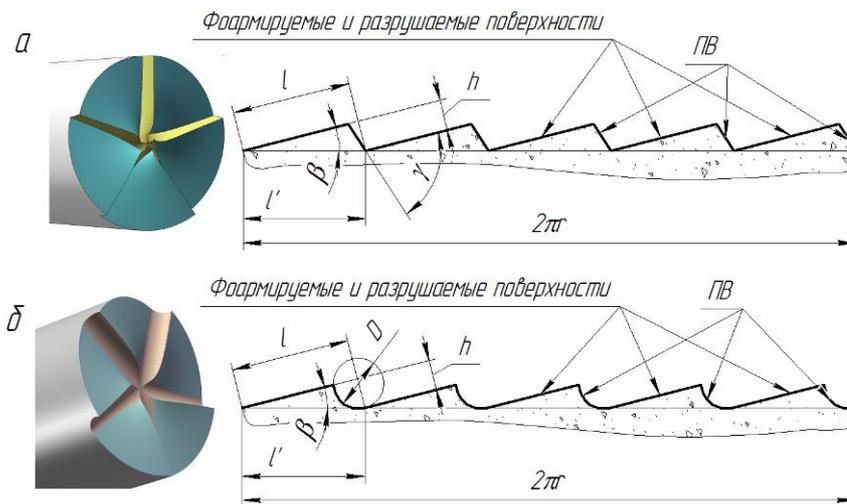 а
Фоармируемые и разрушаемые поверхности
ПВ
l
h
β
γ
l'
2πr
б
Фоармируемые и разрушаемые поверхности
ПВ
l
D
h
β
l'
2πr